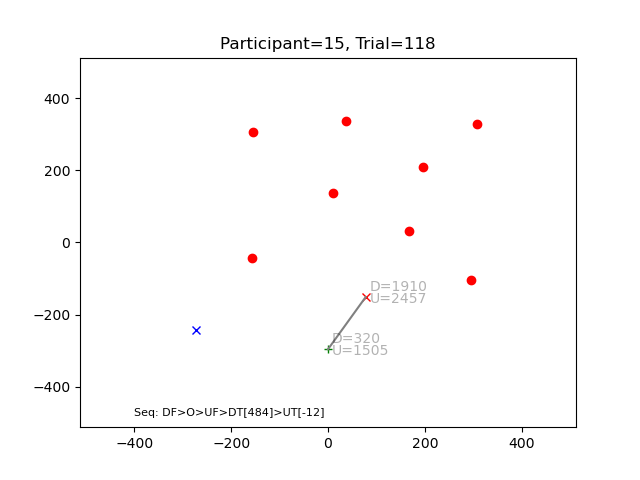 Participant=15, Trial=118
400
200
0
−200
−400
D=1910
U=2457
D=320
U=1505
Seq: DF>O>UF>DT[484]>UT[-12]
−400
−200
0
200
400